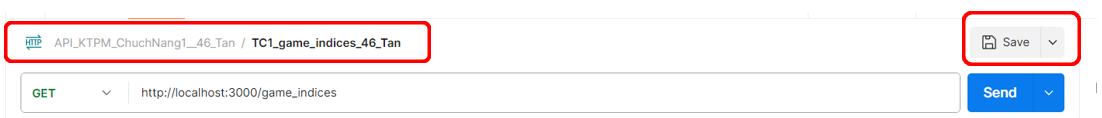 HTTP API_KTPM_ChuchNang1__46_Tan / TC1_game_indices_46_Tan Save
GET http://localhost:3000/game_indices Send